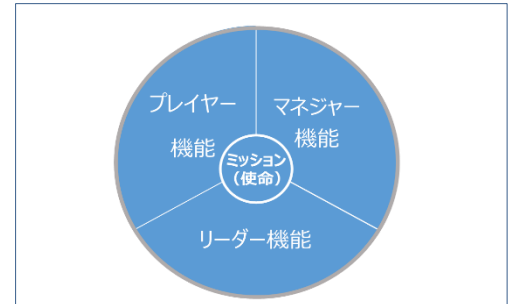 プレイヤー
機能
マネジャー
機能
ミッション
(使命)
リーダー機能